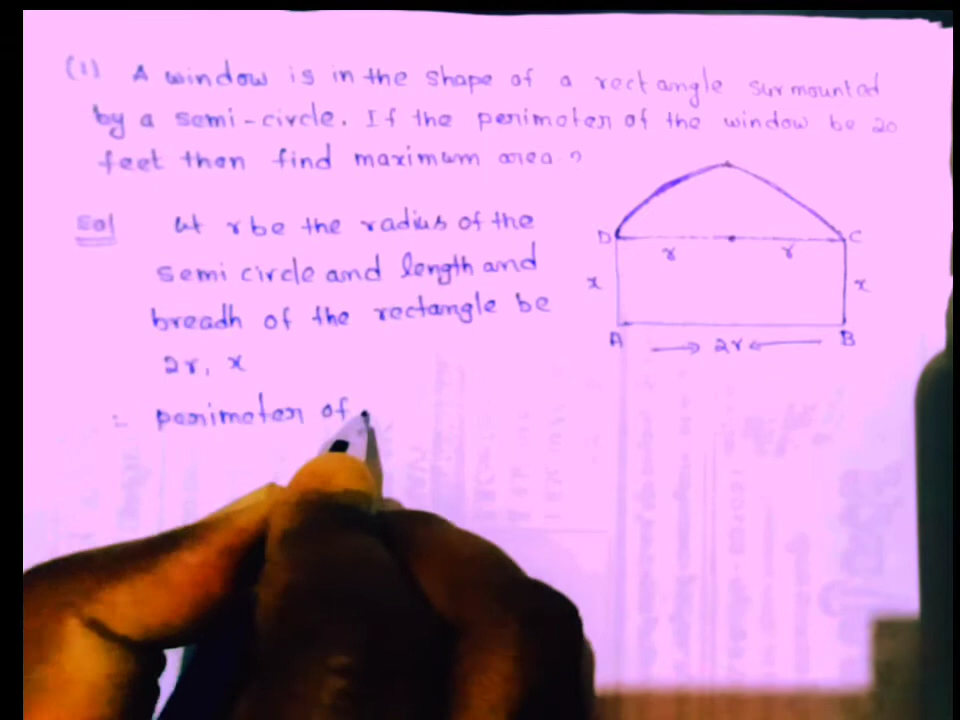 (1) A window is in the shape of a rectangle surmounted
by a semi-circle. If the perimeter of the window be 20
feet then find maximum area ?
Sol let r be the radius of the
semi circle and length and
breadh of the rectangle be
2r, x
∴ perimeter of
D r r C
x x
A 2r B